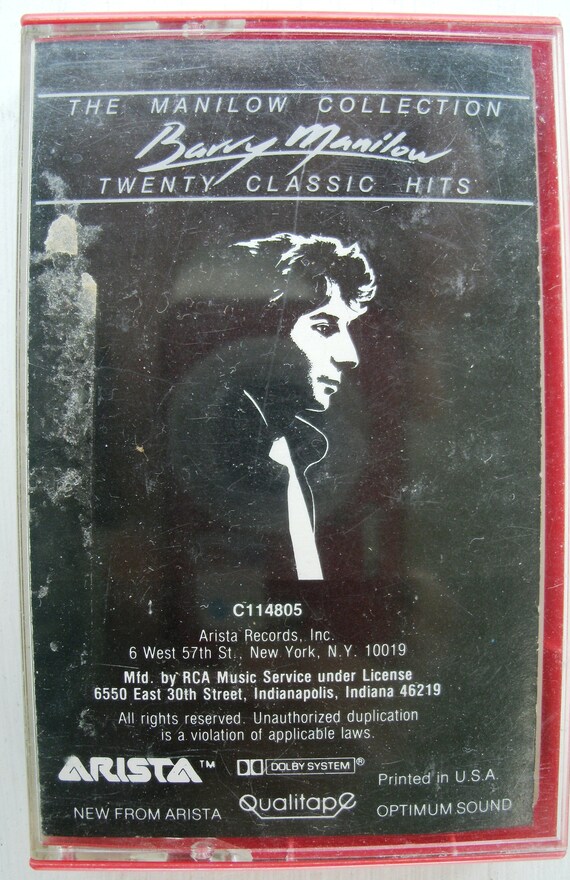 THE MANILOW COLLECTION
Barry Manilow
TWENTY CLASSIC HITS
C114805
Arista Records, Inc.
6 West 57th St., New York, N.Y. 10019
Mfd. by RCA Music Service under License
6550 East 30th Street, Indianapolis, Indiana 46219
All rights reserved. Unauthorized duplication
is a violation of applicable laws.
ARISTA™ DOLBY SYSTEM® Printed in U.S.A.
NEW FROM ARISTA Qualitape OPTIMUM SOUND